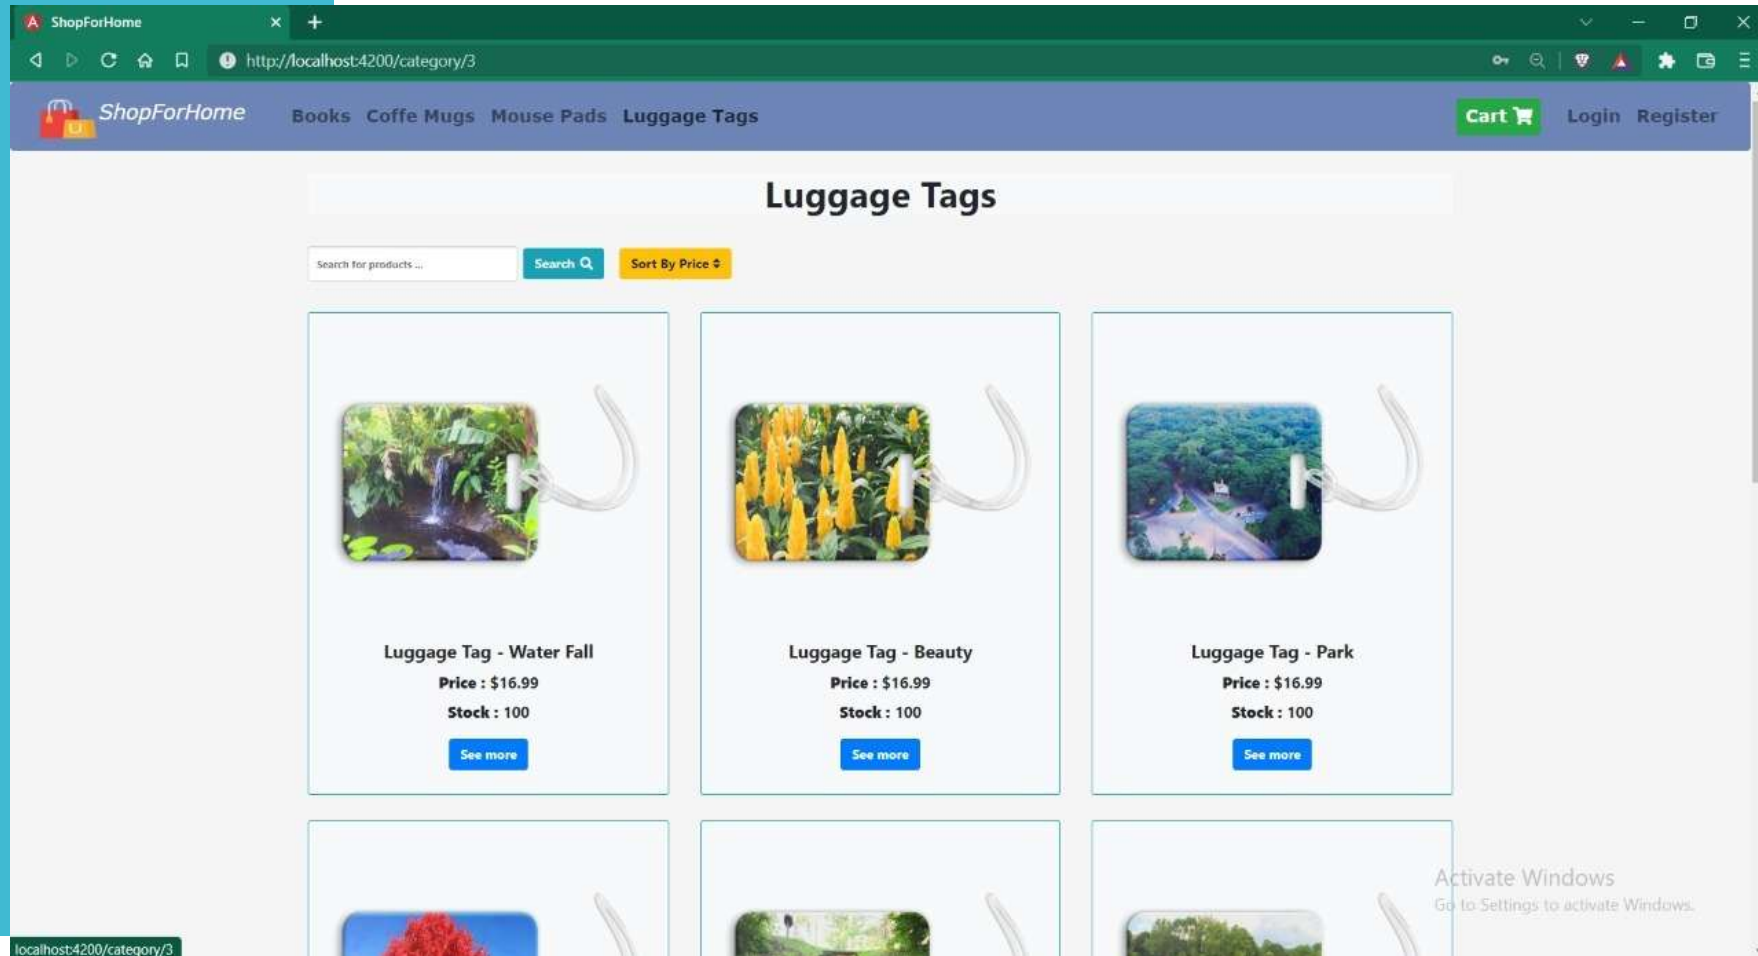 ShopForHome
http://localhost:4200/category/3
ShopForHome Books Coffe Mugs Mouse Pads Luggage Tags Cart Login Register
Luggage Tags
Search for products ... Search Sort By Price
Luggage Tag - Water Fall Luggage Tag - Beauty Luggage Tag - Park
Price : $16.99 Price : $16.99 Price : $16.99
Stock : 100 Stock : 100 Stock : 100
See more See more See more
Activate Windows
Go to Settings to activate Windows.
localhost:4200/category/3